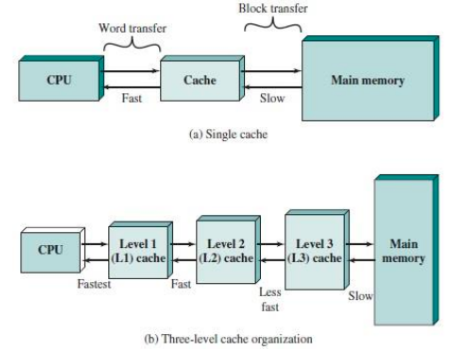 Block transfer
Word transfer
CPU
Cache
Main memory
Fast
Slow
(a) Single cache
CPU
Level 1
(L1) cache
Level 2
(L2) cache
Level 3
(L3) cache
Main
memory
Fastest
Fast
Less
fast
Slow
(b) Three-level cache organization